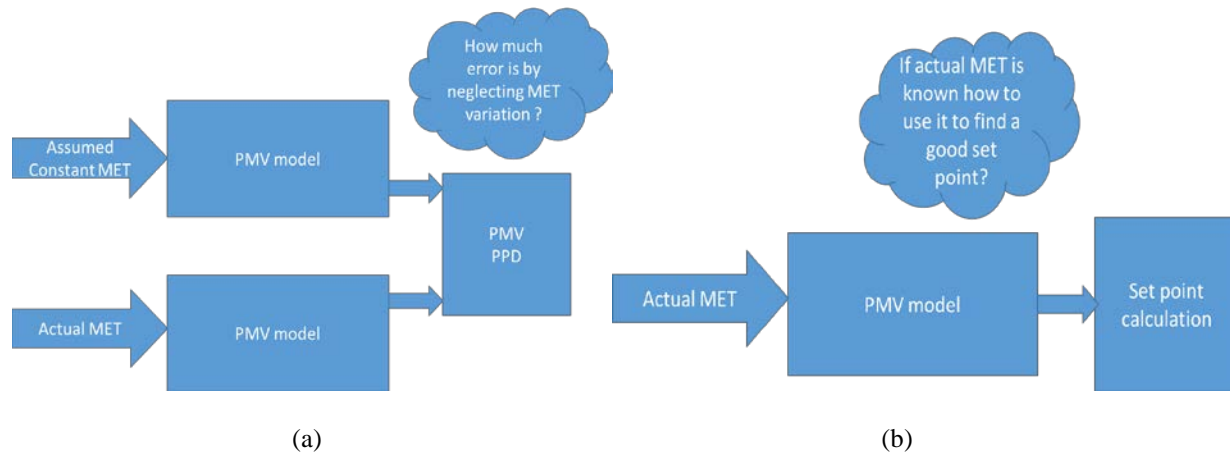 How much
error is by
neglecting MET
variation ?
Assumed
Constant MET
PMV model
PMV
PPD
Actual MET
PMV model
(a)
If actual MET is
known how to
use it to find a
good set
point?
Actual MET
PMV model
Set point
calculation
(b)